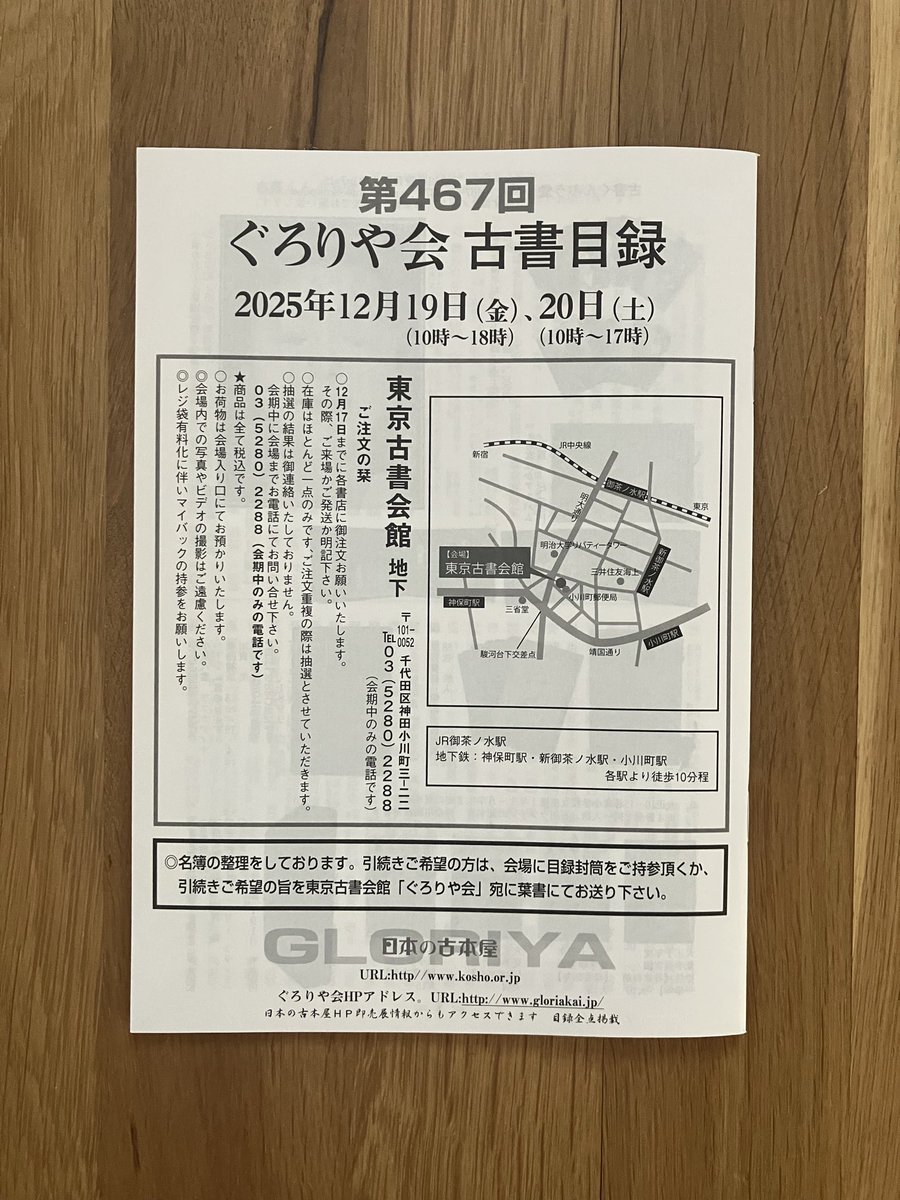 第467回
ぐろりや会 古書目録
2025年12月19日(金)、20日(土)
(10時〜18時) (10時〜17時)
JR中央線
新宿
御茶ノ水駅
東京
明大通り
明治大学リバティータワー
新御茶ノ水駅
【会場】
東京古書会館
三井住友海上
神保町駅
小川町郵便局
三省堂
小川町駅
駿河台下交差点
靖国通り
JR御茶ノ水駅
地下鉄：神保町駅・新御茶ノ水駅・小川町駅
各駅より徒歩10分程
東京古書会館 地下
〒101-0052 千代田区神田小川町三-二二
TEL03(5280)2288
(会期中のみの電話です)
ご注文の栞
○12月17日までに各書店に御注文お願いいたします。
その際、ご来場かご発送か明記下さい。
○在庫はほとんど一点のみです、ご注文重複の際は抽選とさせていただきます。
○抽選の結果は御連絡いたしておりません。
会期中に会場までお電話にてお問い合せ下さい。
03(5280)2288(会期中のみの電話です)
★商品は全て税込です。
○お荷物は会場入り口にてお預かりいたします。
◎会場内での写真やビデオの撮影はご遠慮ください。
◎レジ袋有料化に伴いマイバックの持参をお願いします。
◎名簿の整理をしております。引続きご希望の方は、会場に目録封筒をご持参頂くか、
引続きご希望の旨を東京古書会館「ぐろりや会」宛に葉書にてお送り下さい。
GLORIYA
日本の古本屋
URL:http//www.kosho.or.jp
ぐろりや会HPアドレス。URL:http://www.gloriakai.jp/
日本の古本屋HP即売展情報からもアクセスできます 目録全点掲載